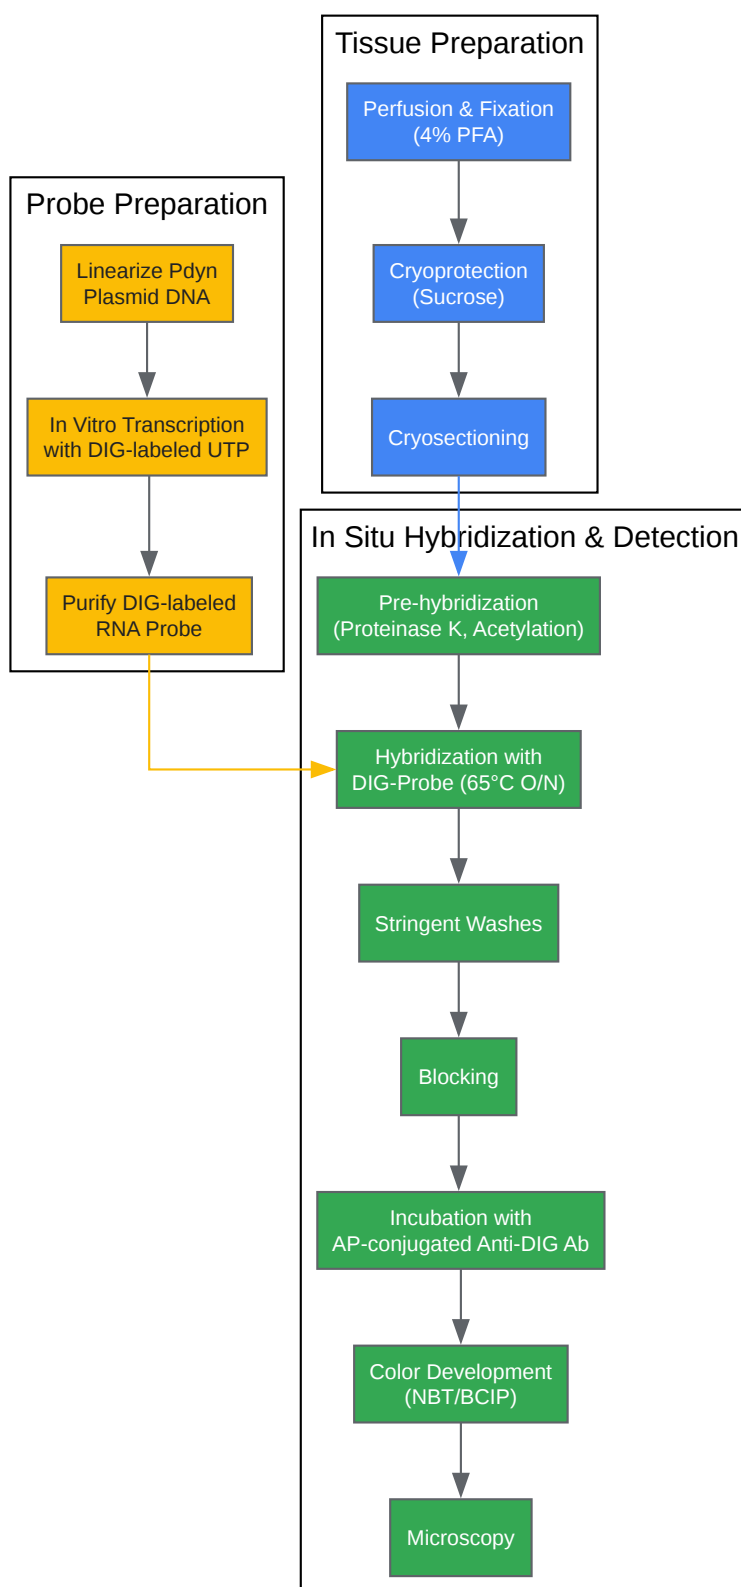 Tissue Preparation
Perfusion & Fixation
(4% PFA)
Cryoprotection
(Sucrose)
Cryosectioning
Probe Preparation
Linearize Pdyn
Plasmid DNA
In Vitro Transcription
with DIG-labeled UTP
Purify DIG-labeled
RNA Probe
In Situ Hybridization & Detection
Pre-hybridization
(Proteinase K, Acetylation)
Hybridization with
DIG-Probe (65°C O/N)
Stringent Washes
Blocking
Incubation with
AP-conjugated Anti-DIG Ab
Color Development
(NBT/BCIP)
Microscopy